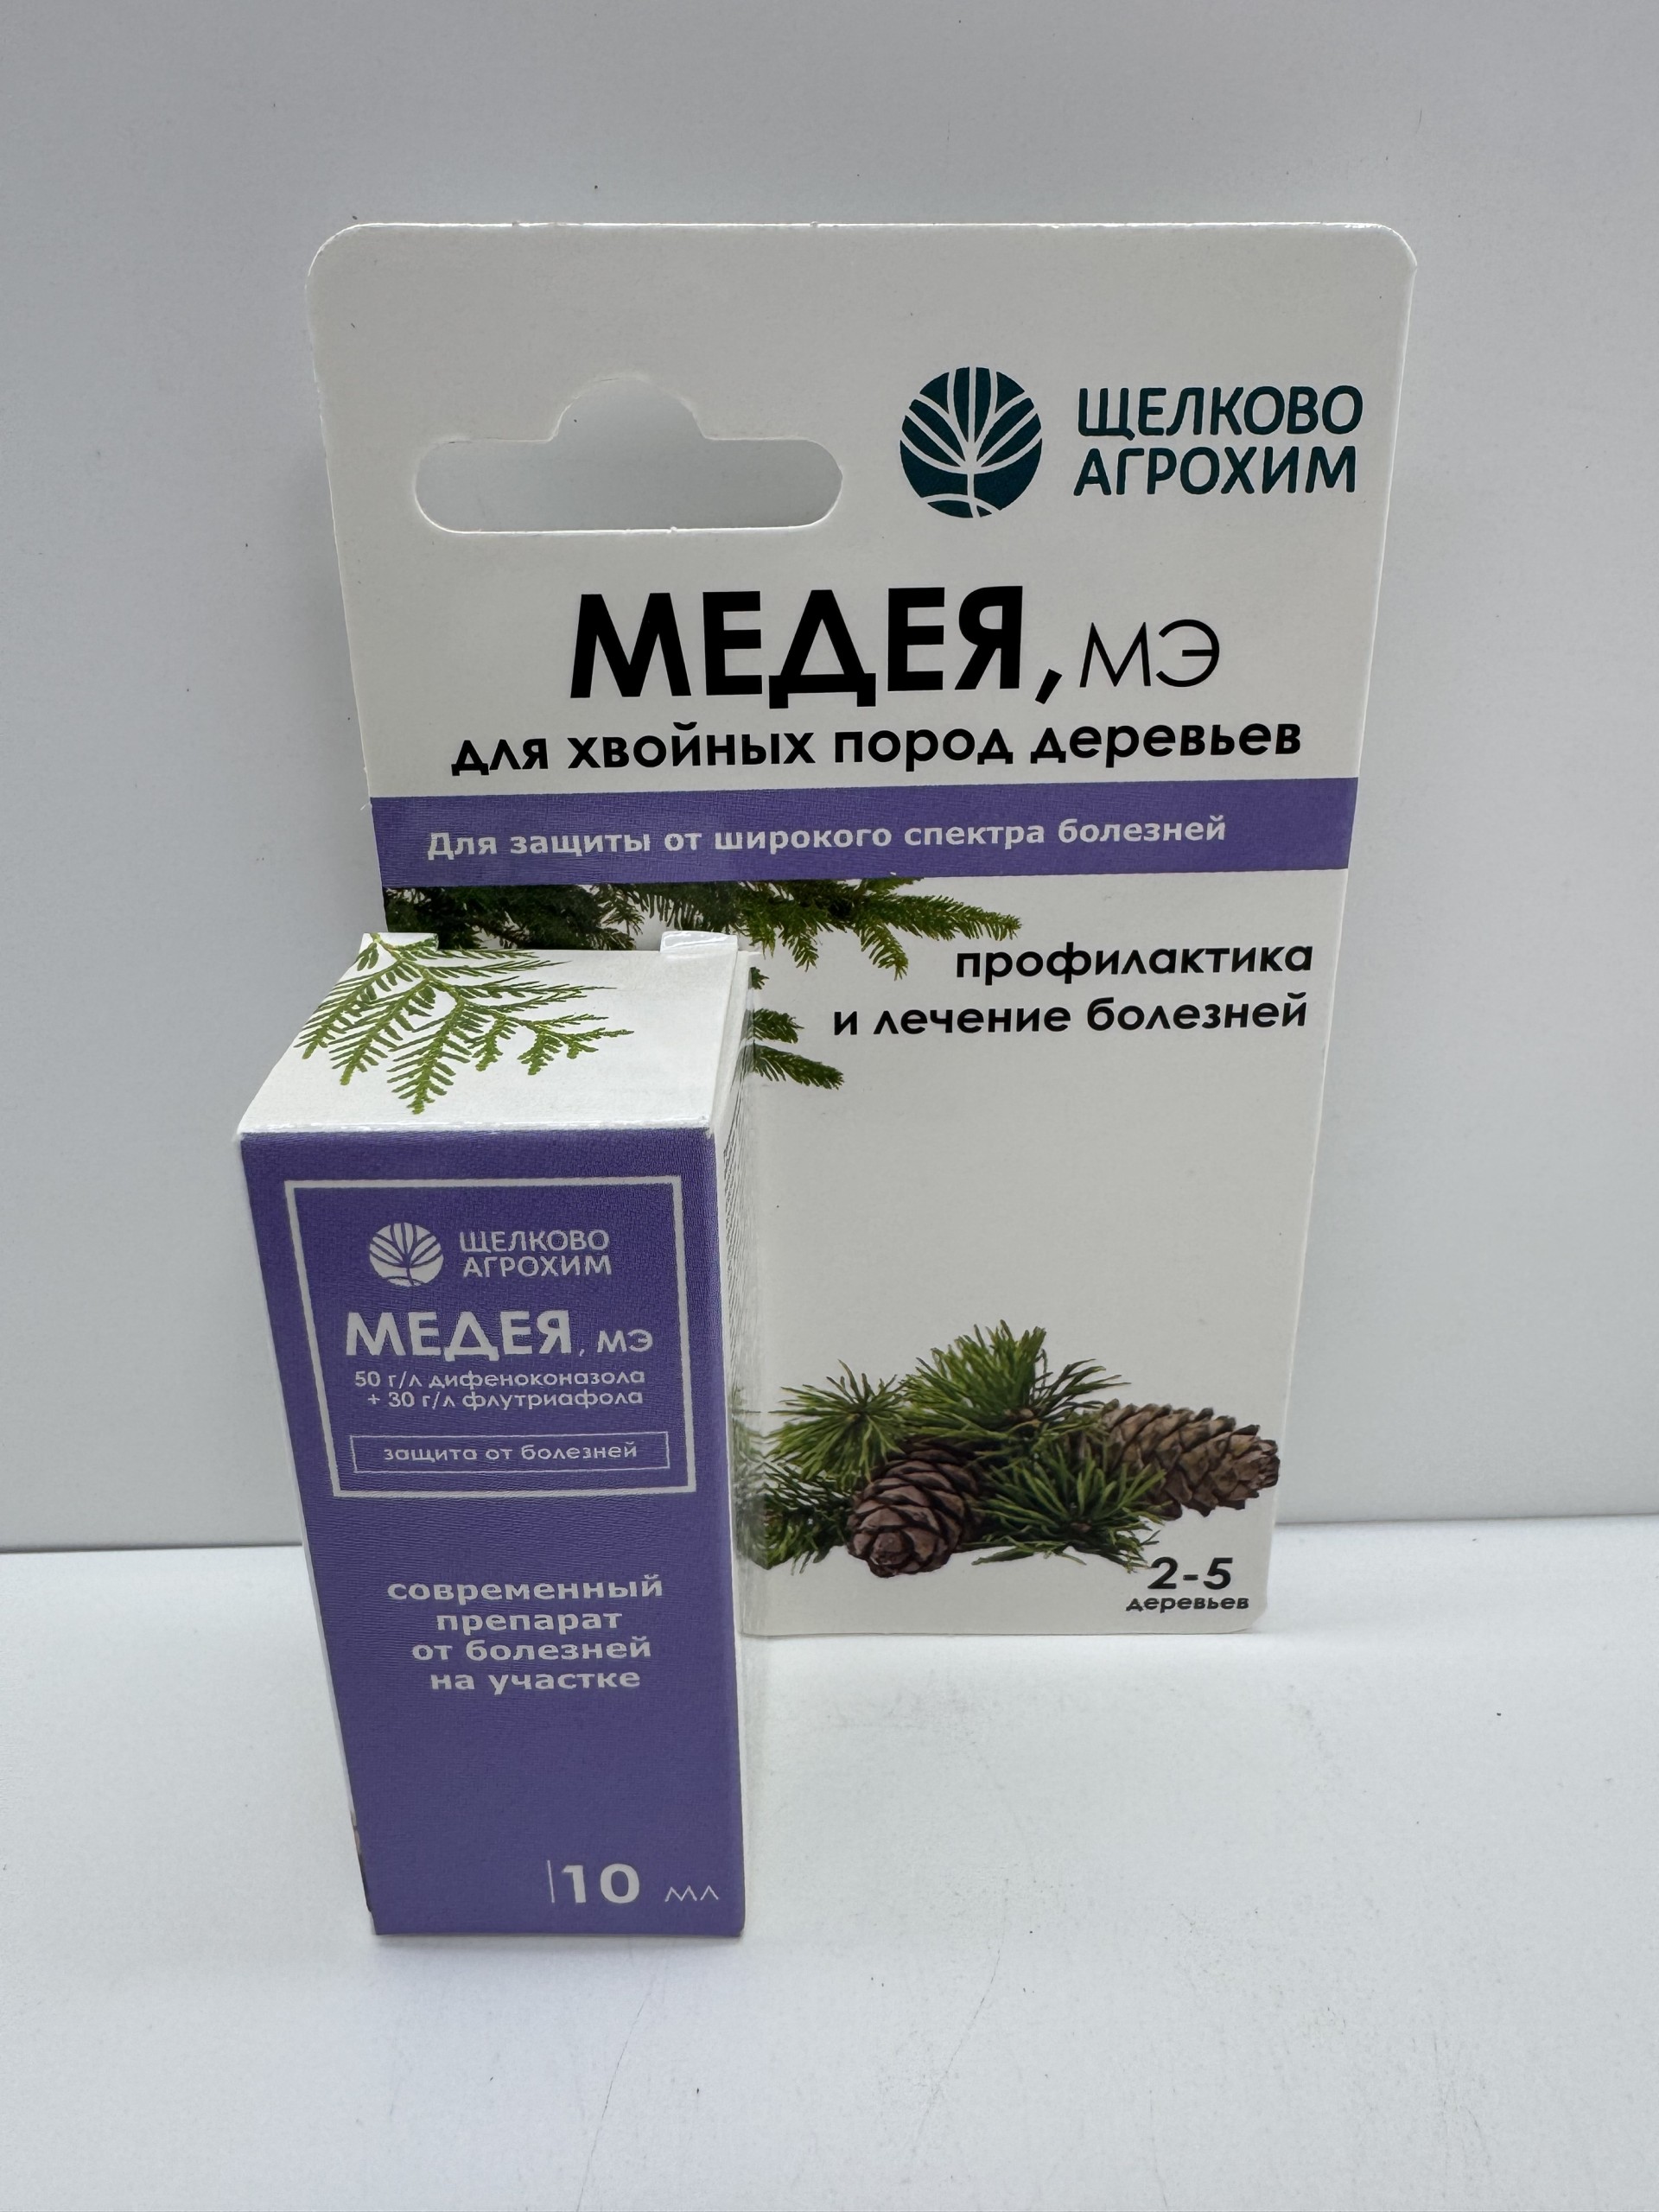 ЩЕЛКОВО
АГРОХИМ
МЕДЕЯ, МЭ
для хвойных пород деревьев
Для защиты от широкого спектра болезней
профилактика
и лечение болезней
2-5
деревьев
ЩЕЛКОВО
АГРОХИМ
МЕДЕЯ, МЭ
50 г/л дифеноконазола
+ 30 г/л флутриафола
защита от болезней
современный
препарат
от болезней
на участке
10 мл